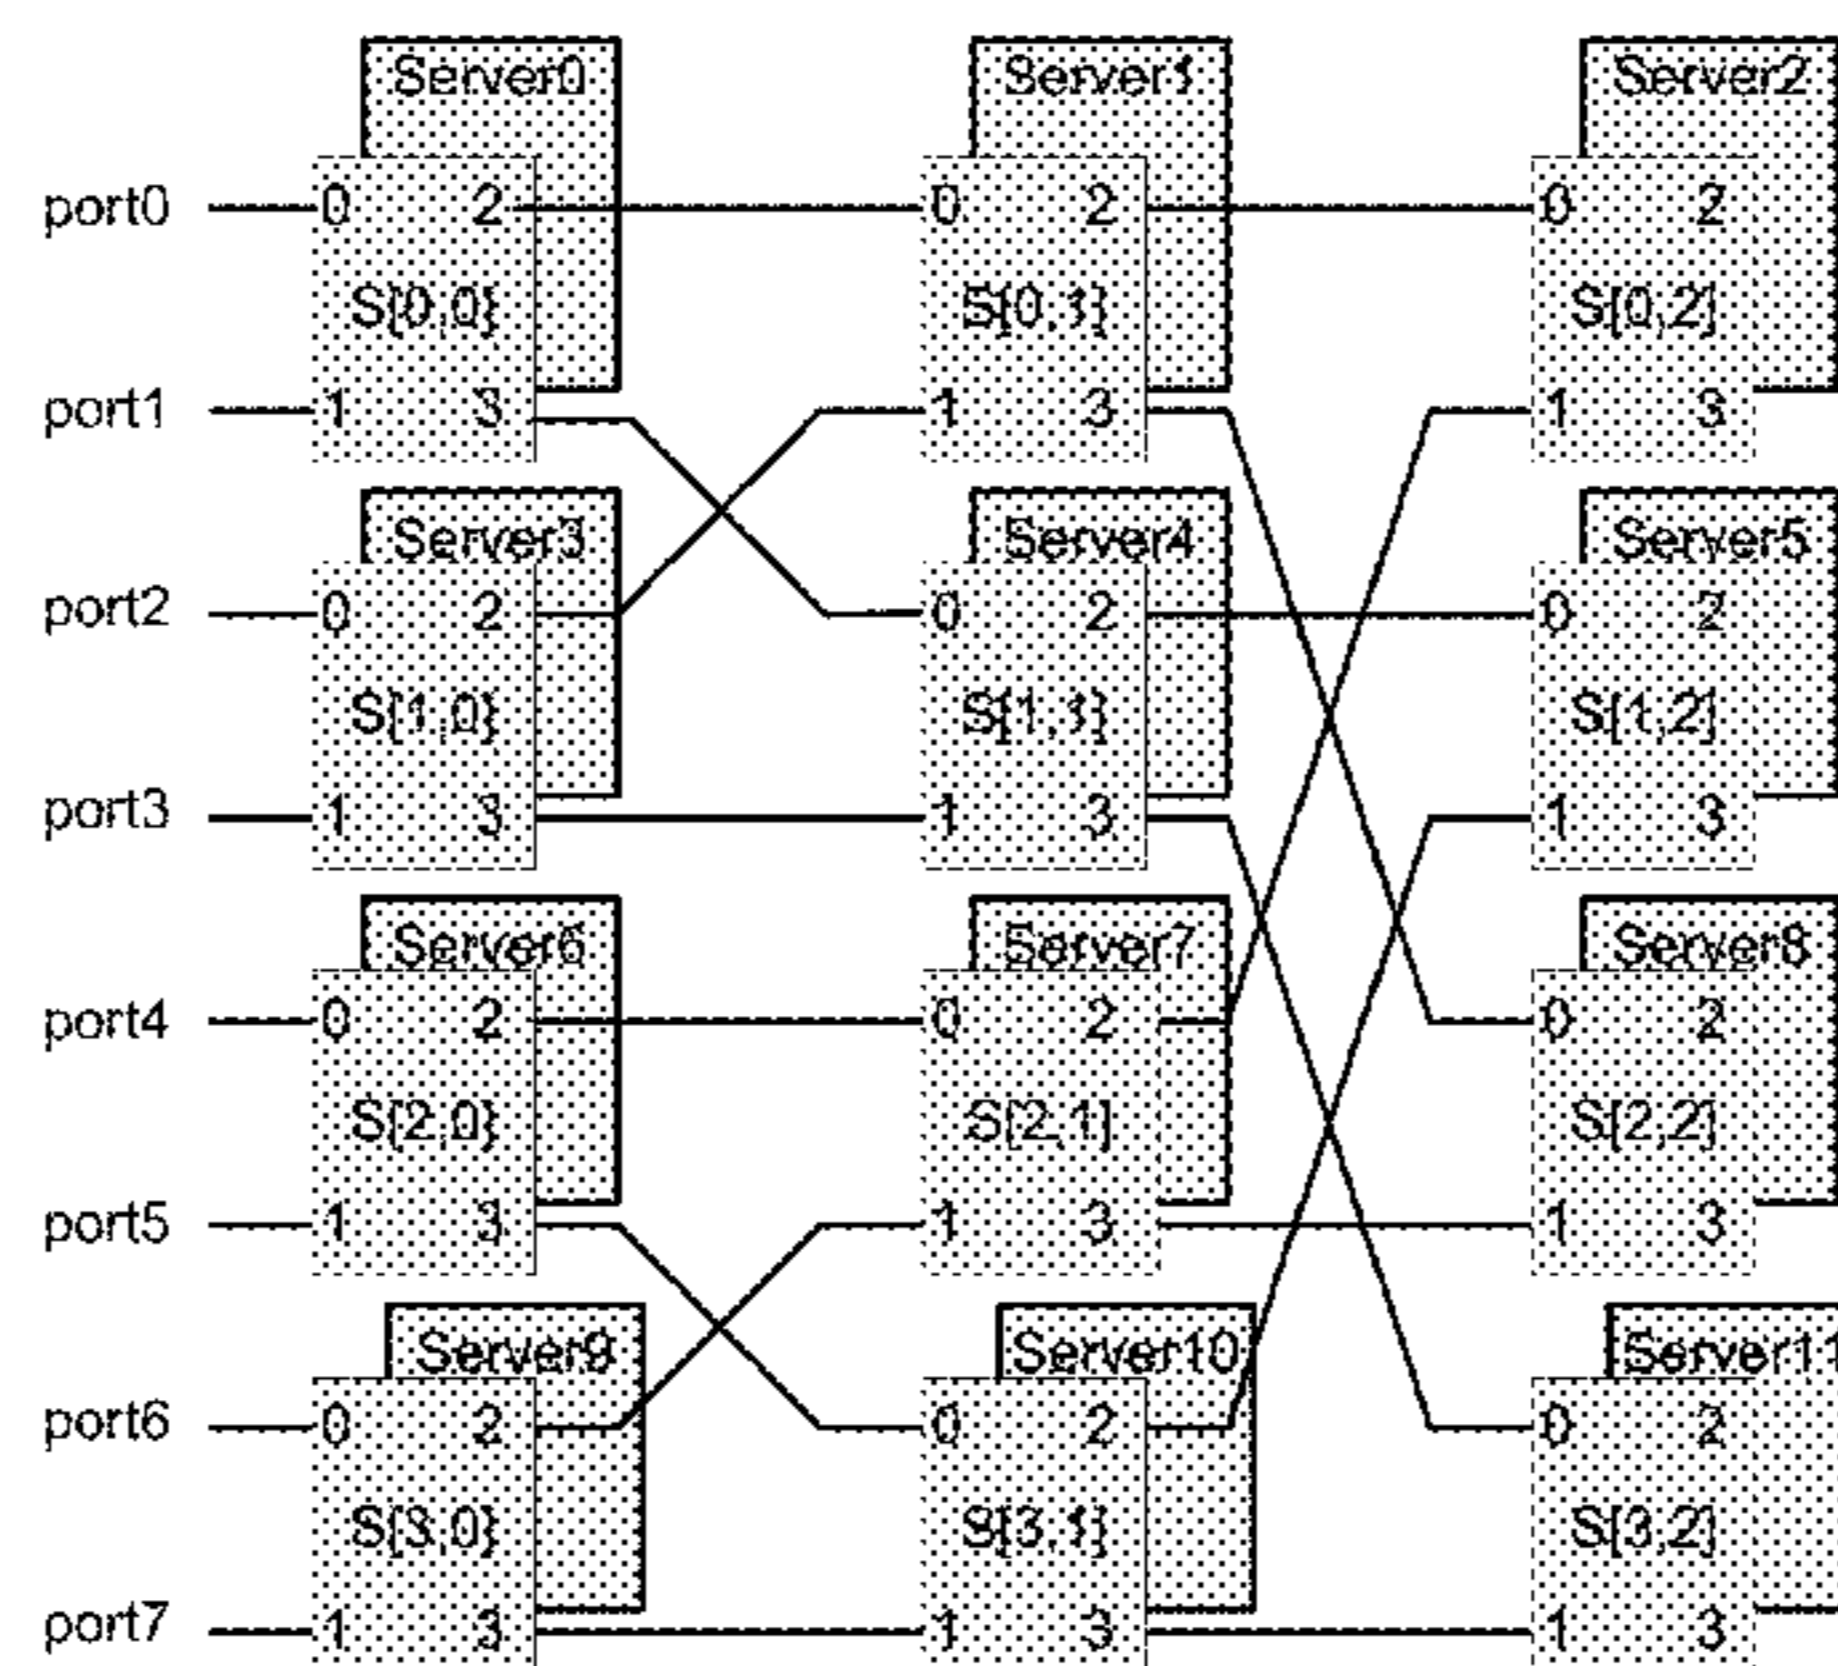 Server0 Server1 Server2
port0 0 2 0 2 0 2
S[0,0] S[0,1] S[0,2]
port1 1 3 1 3 1 3
Server3 Server4 Server5
port2 0 2 0 2 0 2
S[1,0] S[1,1] S[1,2]
port3 1 3 1 3 1 3
Server6 Server7 Server8
port4 0 2 0 2 0 2
S[2,0] S[2,1] S[2,2]
port5 1 3 1 3 1 3
Server9 Server10 Server11
port6 0 2 0 2 0 2
S[3,0] S[3,1] S[3,2]
port7 1 3 1 3 1 3